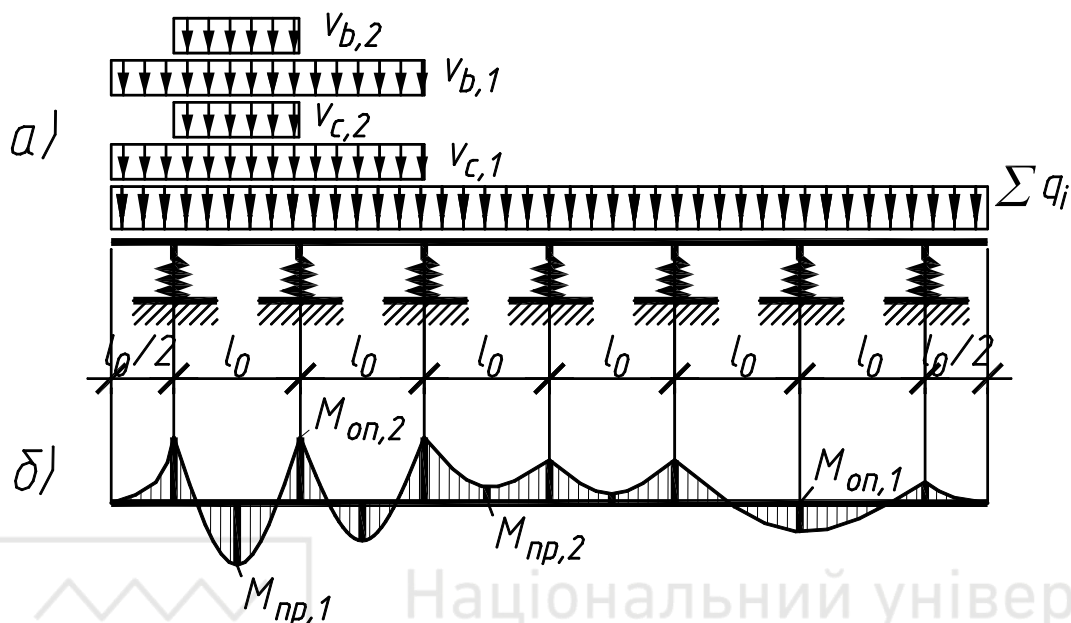 v_b,2
v_b,1
а)
v_c,2
v_c,1
∑ q_i
l_0/2 l_0 l_0 l_0 l_0 l_0 l_0 l_0/2
M_оп,2
б)
M_оп,1
M_пр,2
M_пр,1
Національний універ